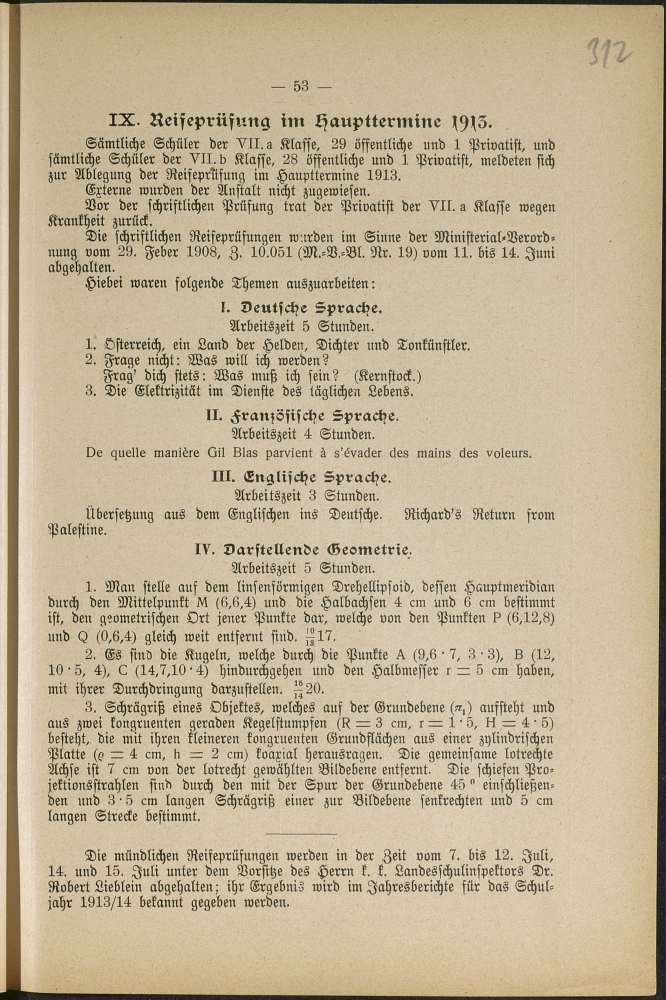 312
— 53 —
IX. Reifeprüfung im Haupttermine 1913.
Sämtliche Schüler der VII. a Klasse, 29 öffentliche und 1 Privatist, und
sämtliche Schüler der VII. b Klasse, 28 öffentliche und 1 Privatist, meldeten sich
zur Ablegung der Reifeprüfung im Haupttermine 1913.
Externe wurden der Anstalt nicht zugewiesen.
Vor der schriftlichen Prüfung trat der Privatist der VII. a Klasse wegen
Krankheit zurück.
Die schriftlichen Reifeprüfungen wurden im Sinne der Ministerial-Verord-
nung vom 29. Feber 1908, Z. 10.051 (M.-V.-Bl. Nr. 19) vom 11. bis 14. Juni
abgehalten.
Hiebei waren folgende Themen auszuarbeiten:
I. Deutsche Sprache.
Arbeitszeit 5 Stunden.
1. Österreich, ein Land der Helden, Dichter und Tonkünstler.
2. Frage nicht: Was will ich werden?
Frag' dich stets: Was muß ich sein? (Kernstock.)
3. Die Elektrizität im Dienste des täglichen Lebens.
II. Französische Sprache.
Arbeitszeit 4 Stunden.
De quelle manière Gil Blas parvient à s'évader des mains des voleurs.
III. Englische Sprache.
Arbeitszeit 3 Stunden.
Übersetzung aus dem Englischen ins Deutsche. Richard's Return from
Palestine.
IV. Darstellende Geometrie.
Arbeitszeit 5 Stunden.
1. Man stelle auf dem linsenförmigen Drehellipsoid, dessen Hauptmeridian
durch den Mittelpunkt M (6,6,4) und die Halbachsen 4 cm und 6 cm bestimmt
ist, den geometrischen Ort jener Punkte dar, welche von den Punkten P (6,12,8)
und Q (0,6,4) gleich weit entfernt sind. 17.
2. Es sind die Kugeln, welche durch die Punkte A (9,6·7, 3·3), B (12,
10·5, 4), C (14,7,10·4) hindurchgehen und den Halbmesser r = 5 cm haben,
mit ihrer Durchdringung darzustellen. 20.
3. Schrägriß eines Objektes, welches auf der Grundebene (π₁) aufsteht und
aus zwei kongruenten geraden Kegelstumpfen (R = 3 cm, r = 1·5, H = 4·5)
besteht, die mit ihren kleineren kongruenten Grundflächen aus einer zylindrischen
Platte (ϱ = 4 cm, h = 2 cm) koaxial herausragen. Die gemeinsame lotrechte
Achse ist 7 cm von der lotrecht gewählten Bildebene entfernt. Die schiefen Pro-
jektionsstrahlen sind durch den mit der Spur der Grundebene 45° einschließen-
den und 3·5 cm langen Schrägriß einer zur Bildebene senkrechten und 5 cm
langen Strecke bestimmt.
Die mündlichen Reifeprüfungen werden in der Zeit vom 7. bis 12. Juli,
14. und 15. Juli unter dem Vorsitze des Herrn k. k. Landesschulinspektors Dr.
Robert Lieblein abgehalten; ihr Ergebnis wird im Jahresberichte für das Schul-
jahr 1913/14 bekannt gegeben werden.